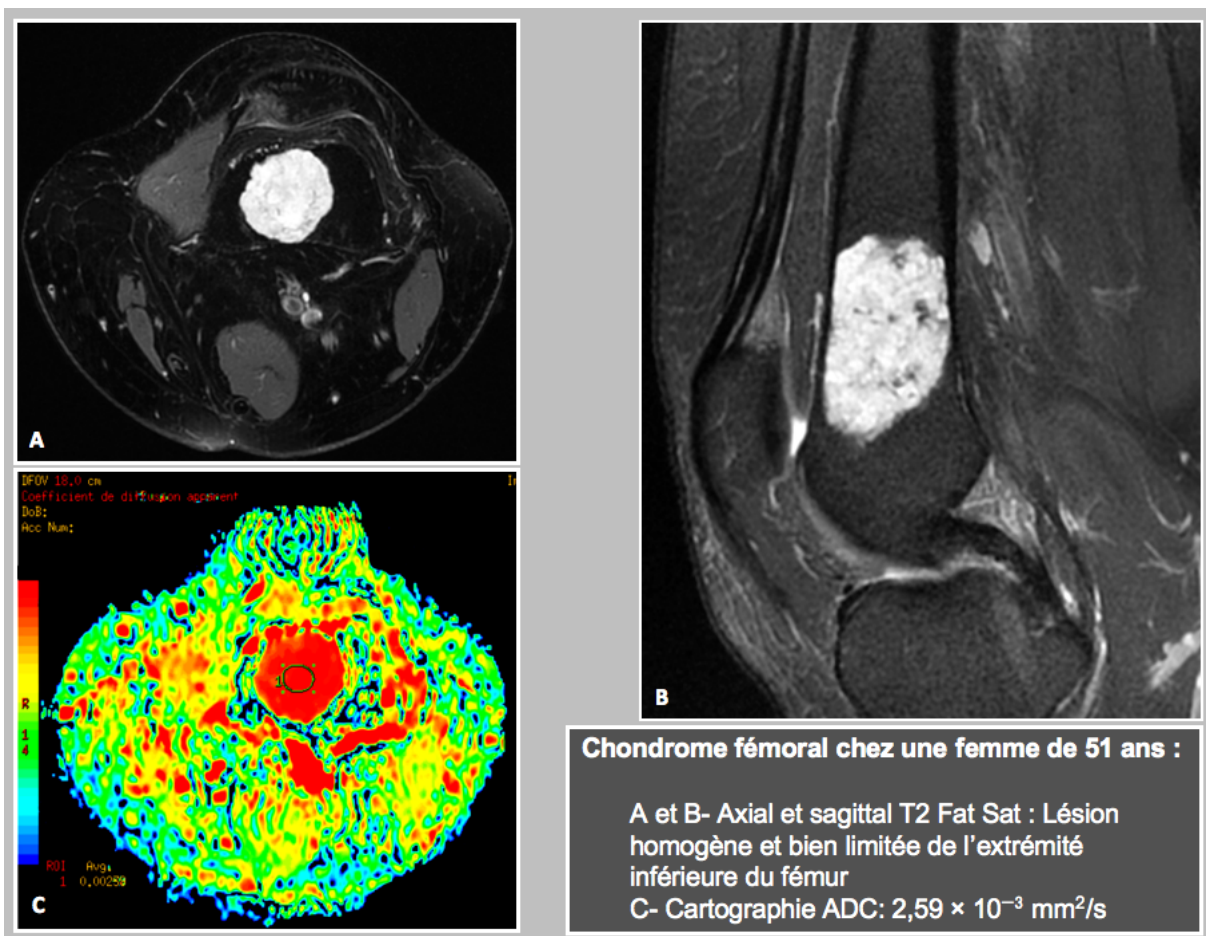 A
B
DFOV 18.0 cm
Coefficient de diffusion apparent
DoB:
Acc Num:
R
1
4
ROI Avg.
1 0.00259
C
Chondrome fémoral chez une femme de 51 ans :
A et B- Axial et sagittal T2 Fat Sat : Lésion
homogène et bien limitée de l’extrémité
inférieure du fémur
C- Cartographie ADC: 2,59 × 10⁻³ mm²/s